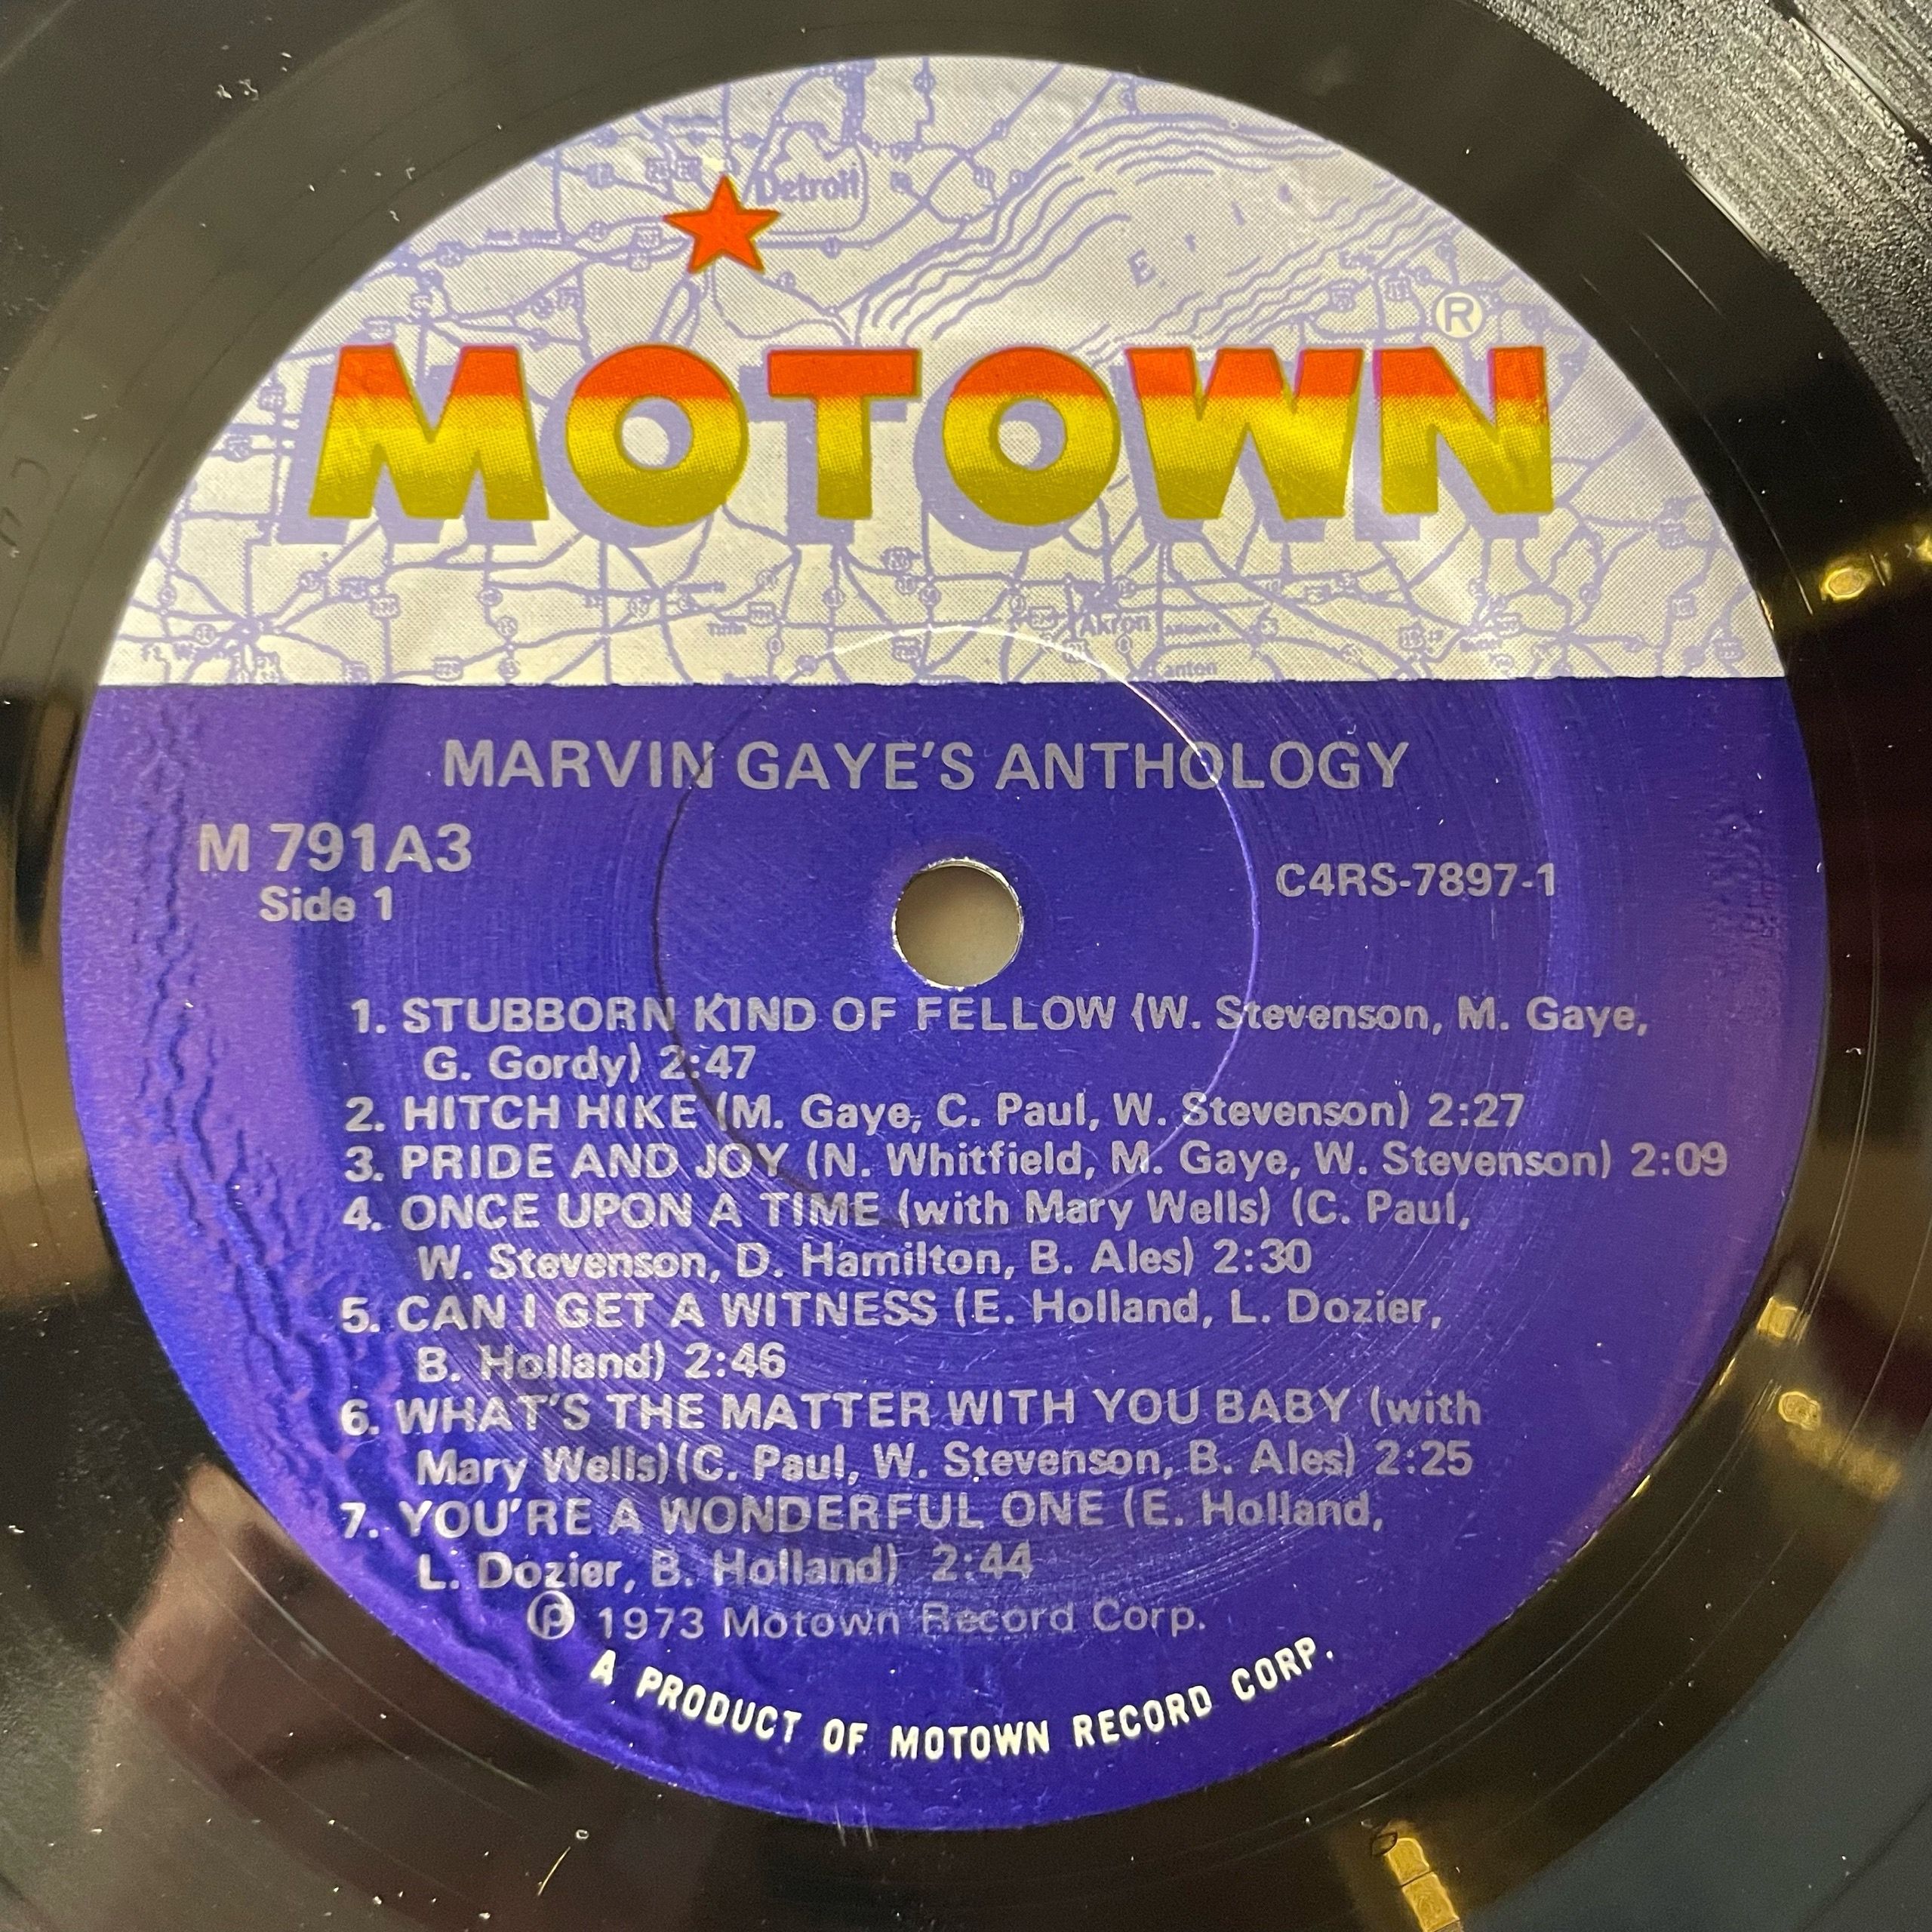 Detroit
Erie
®
MOTOWN
Akron
Canton
MARVIN GAYE'S ANTHOLOGY
M 791A3
Side 1
C4RS-7897-1
1. STUBBORN KIND OF FELLOW (W. Stevenson, M. Gaye,
G. Gordy) 2:47
2. HITCH HIKE (M. Gaye, C. Paul, W. Stevenson) 2:27
3. PRIDE AND JOY (N. Whitfield, M. Gaye, W. Stevenson) 2:09
4. ONCE UPON A TIME (with Mary Wells) (C. Paul,
W. Stevenson, D. Hamilton, B. Ales) 2:30
5. CAN I GET A WITNESS (E. Holland, L. Dozier,
B. Holland) 2:46
6. WHAT'S THE MATTER WITH YOU BABY (with
Mary Wells)(C. Paul, W. Stevenson, B. Ales) 2:25
7. YOU'RE A WONDERFUL ONE (E. Holland,
L. Dozier, B. Holland) 2:44
℗ 1973 Motown Record Corp.
A PRODUCT OF MOTOWN RECORD CORP.